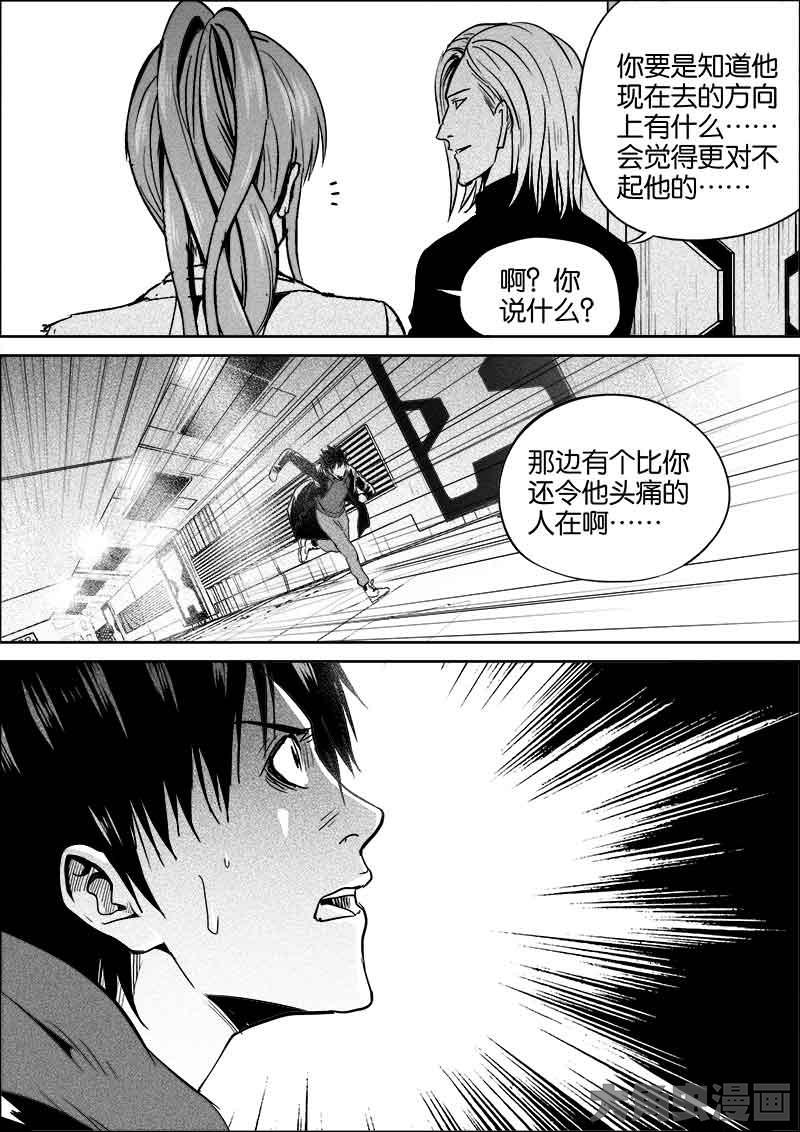 你要是知道他
现在去的方向
上有什么……
会觉得更对不
起他的……
啊？你
说什么？
那边有个比你
还令他头痛的
人在啊……
大角虫漫画